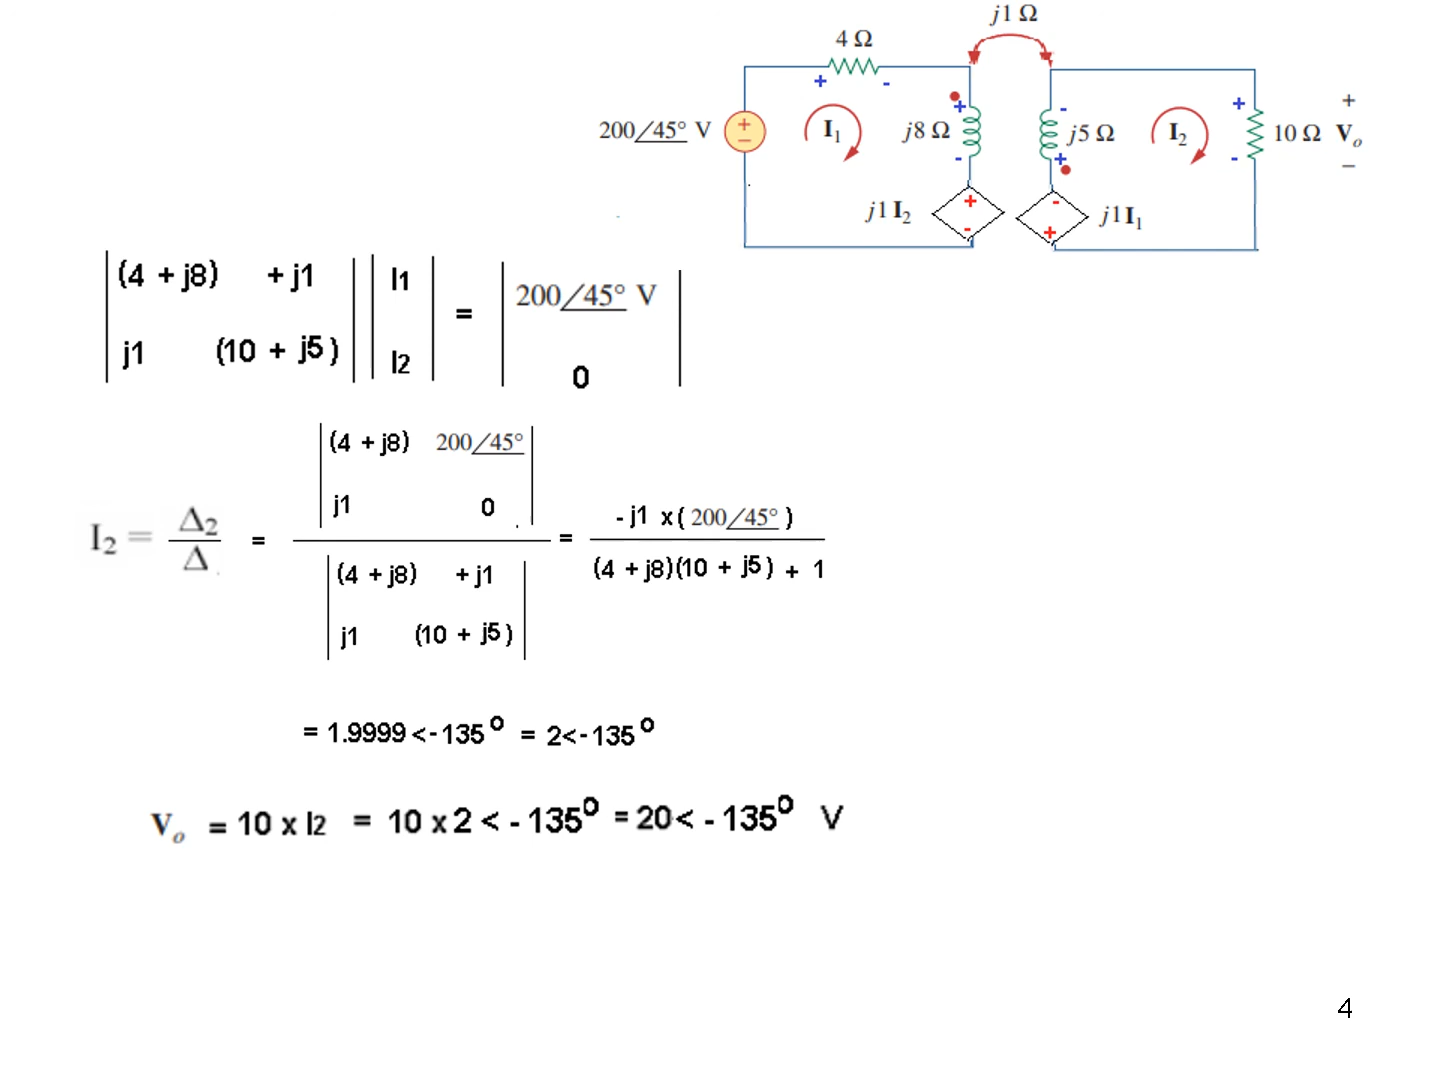 j1 Ω
4 Ω
+ -
200∠45° V
+
−
I1
j8 Ω
+
-
-
+
j5 Ω
I2
+
-
10 Ω
+
Vo
−
j1 I2
+
-
-
+
j1 I1
(4 + j8) + j1 I1 = 200∠45° V
j1 (10 + j5) I2 0
(4 + j8) 200∠45°
j1 0
I2 = Δ2 / Δ = = - j1 x ( 200∠45° ) / (4 + j8)(10 + j5) + 1
(4 + j8) + j1
j1 (10 + j5)
= 1.9999 < - 135 o = 2< - 135 o
Vo = 10 x I2 = 10 x 2 < - 135 o = 20 < - 135 o V
4